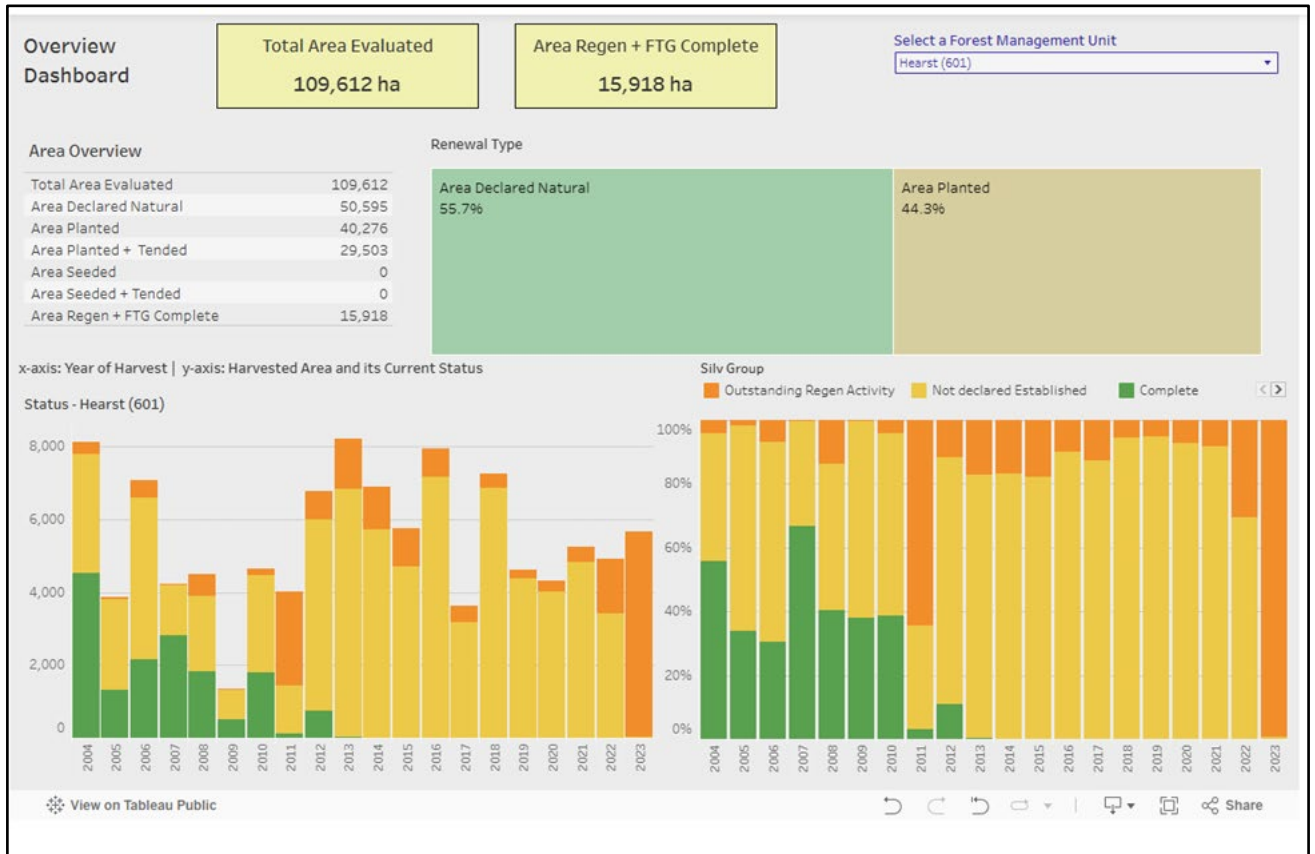 Overview
Dashboard
Total Area Evaluated
109,612 ha
Area Regen + FTG Complete
15,918 ha
Select a Forest Management Unit
Hearst (601)
Area Overview
Total Area Evaluated 109,612
Area Declared Natural 50,595
Area Planted 40,276
Area Planted + Tended 29,503
Area Seeded 0
Area Seeded + Tended 0
Area Regen + FTG Complete 15,918
Renewal Type
Area Declared Natural
55.7%
Area Planted
44.3%
x-axis: Year of Harvest | y-axis: Harvested Area and its Current Status
Status - Hearst (601)
8,000
6,000
4,000
2,000
0
2004 2005 2006 2007 2008 2009 2010 2011 2012 2013 2014 2015 2016 2017 2018 2019 2020 2021 2022 2023
Silv Group
Outstanding Regen Activity Not declared Established Complete
100%
80%
60%
40%
20%
0%
2004 2005 2006 2007 2008 2009 2010 2011 2012 2013 2014 2015 2016 2017 2018 2019 2020 2021 2022 2023
View on Tableau Public
Share